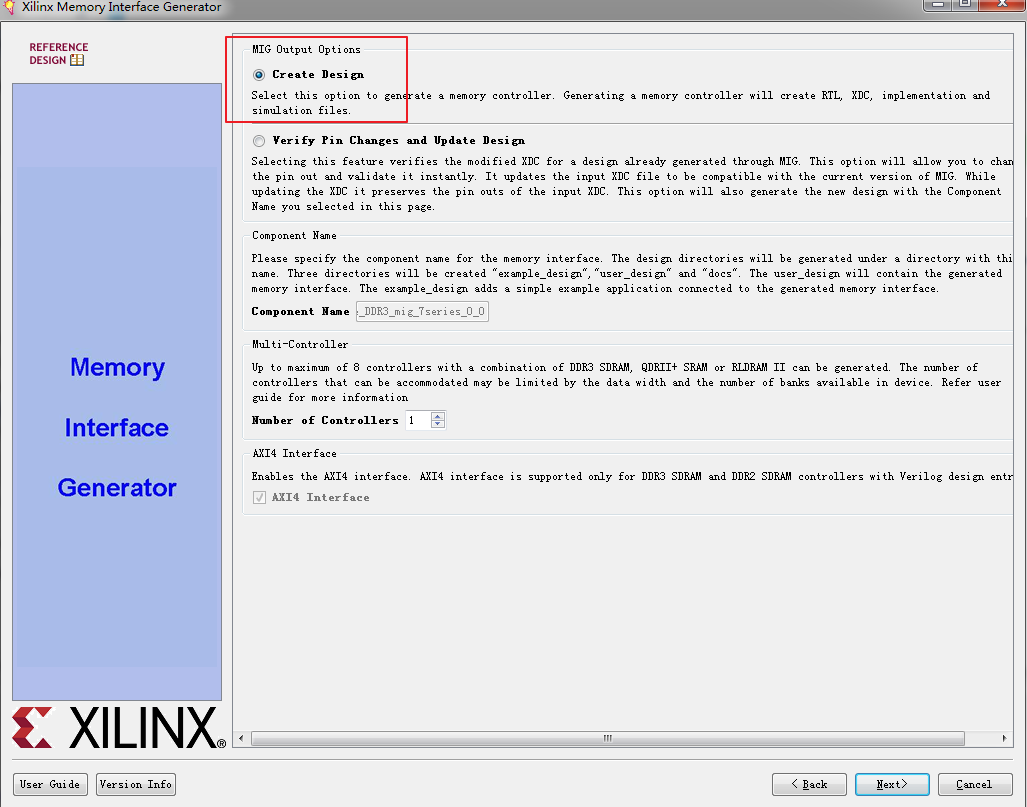 Xilinx Memory Interface Generator
REFERENCE
DESIGN
MIG Output Options
Create Design
Select this option to generate a memory controller. Generating a memory controller will create RTL, XDC, implementation and
simulation files.
Verify Pin Changes and Update Design
Selecting this feature verifies the modified XDC for a design already generated through MIG. This option will allow you to chan
the pin out and validate it instantly. It updates the input XDC file to be compatible with the current version of MIG. While
updating the XDC it preserves the pin outs of the input XDC. This option will also generate the new design with the Component
Name you selected in this page.
Component Name
Please specify the component name for the memory interface. The design directories will be generated under a directory with thi
name. Three directories will be created "example_design","user_design" and "docs". The user_design will contain the generated
memory interface. The example_design adds a simple example application connected to the generated memory interface.
Component Name _DDR3_mig_7series_0_0
Multi-Controller
Up to maximum of 8 controllers with a combination of DDR3 SDRAM, QDRII+ SRAM or RLDRAM II can be generated. The number of
controllers that can be accommodated may be limited by the data width and the number of banks available in device. Refer user
guide for more information
Number of Controllers 1
AXI4 Interface
Enables the AXI4 interface. AXI4 interface is supported only for DDR3 SDRAM and DDR2 SDRAM controllers with Verilog design entr
AXI4 Interface
Memory
Interface
Generator
XILINX®
User Guide
Version Info
< Back
Next>
Cancel